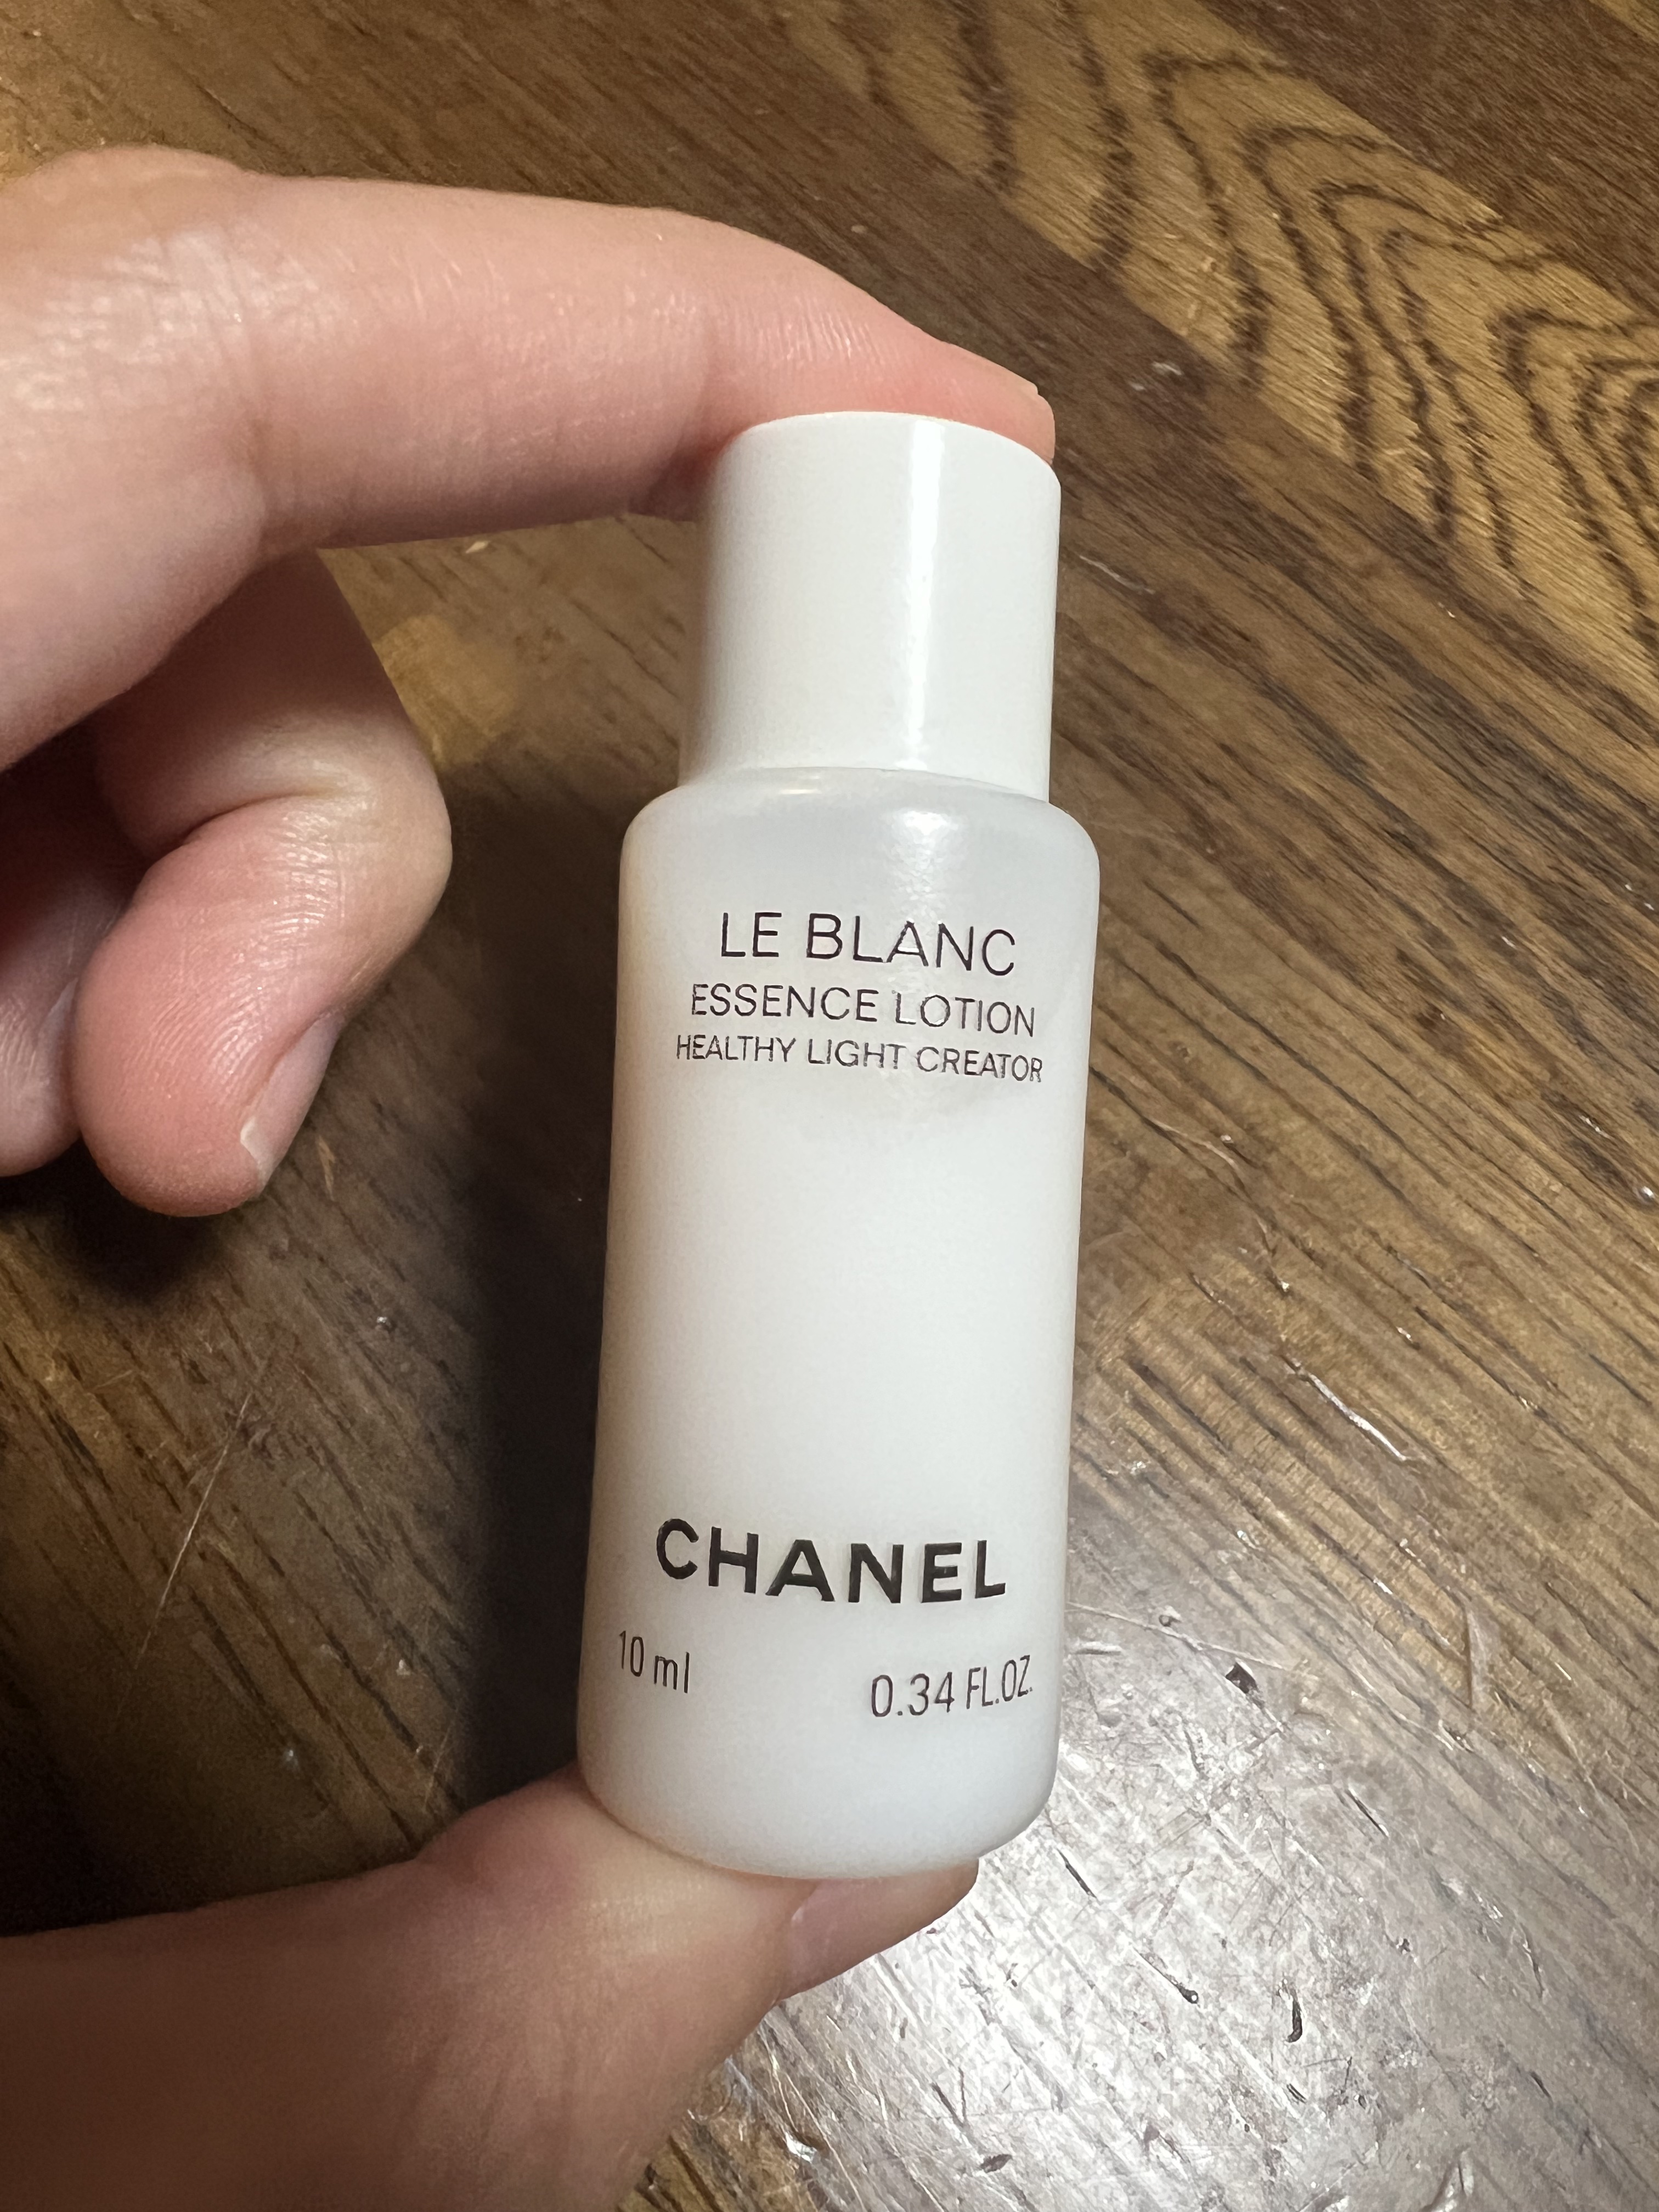 LE BLANC
ESSENCE LOTION
HEALTHY LIGHT CREATOR
CHANEL
10 ml 0.34 FL.OZ.